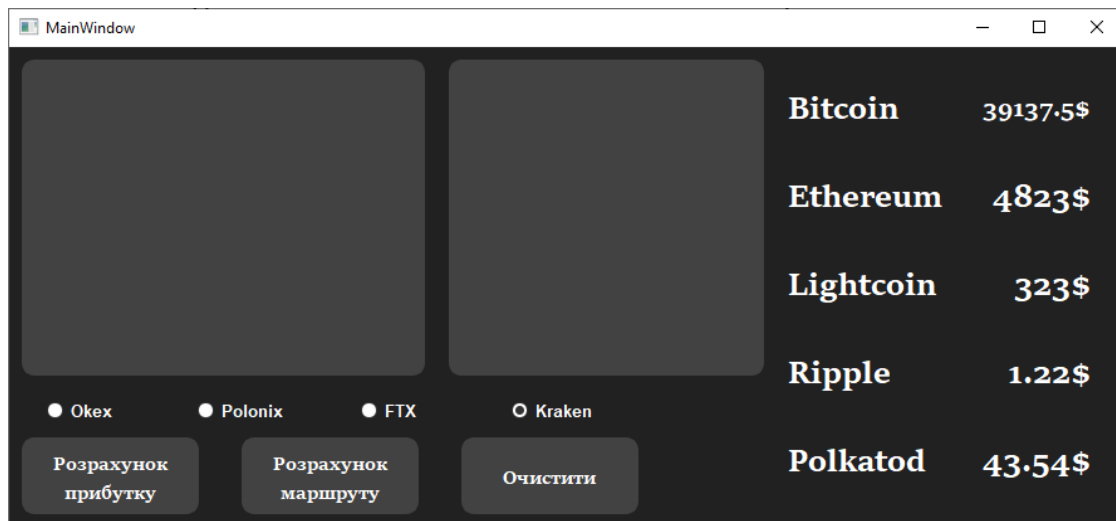 MainWindow
Bitcoin 39137.5$
Ethereum 4823$
Lightcoin 323$
Ripple 1.22$
Polkatod 43.54$
Okex Polonix FTX Kraken
Розрахунок
прибутку
Розрахунок
маршруту
Очистити